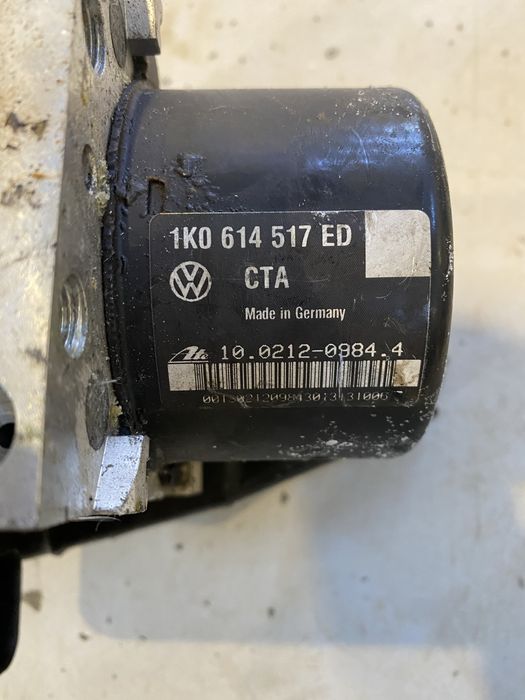 1K0 614 517 ED
CTA
Made in Germany
10.0212-0984.4